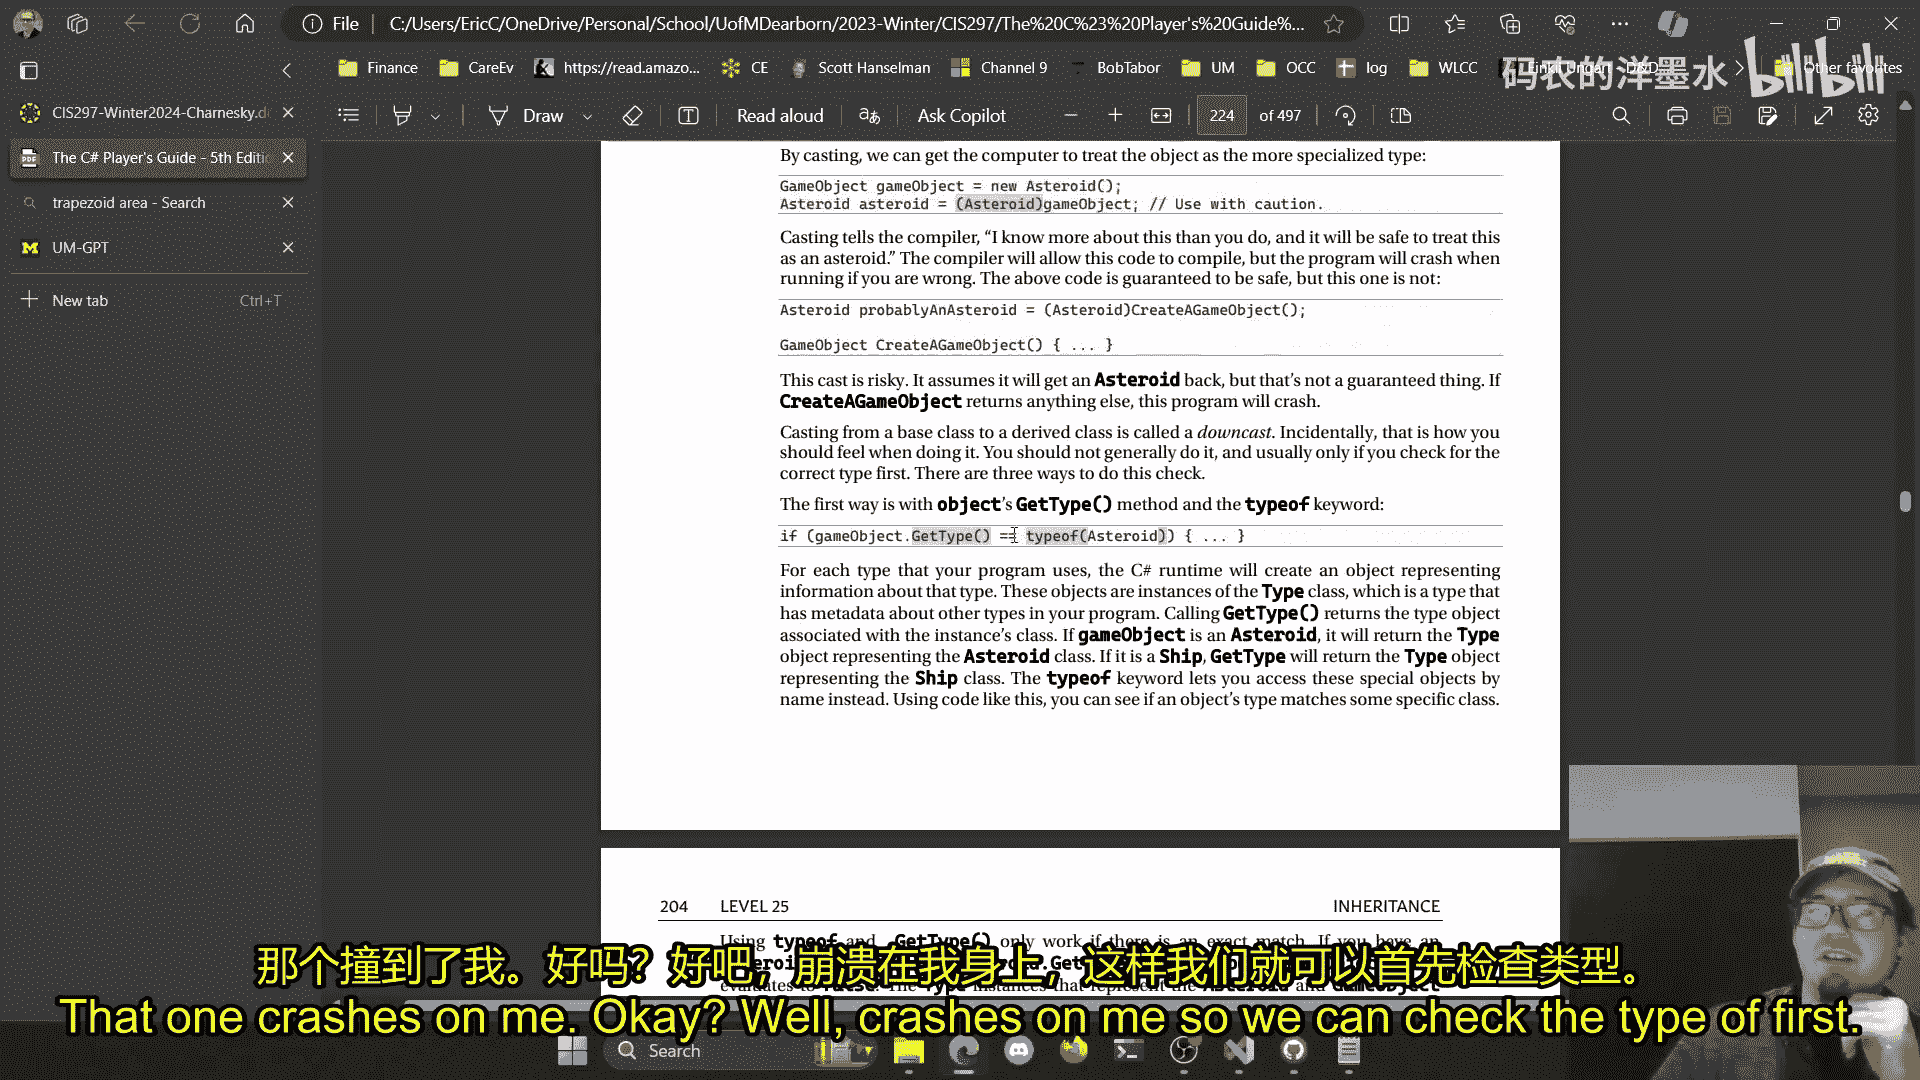 File
C:/Users/EricC/OneDrive/Personal/School/UofMDearborn/2023-Winter/CIS297/The%20C%23%20Player's%20Guide%...
Finance
CareEv
https://read.amazo...
CE
Scott Hanselman
Channel 9
BobTabor
UM
OCC
log
WLCC
Other favorites
码农的洋墨水
bilibili
CIS297-Winter2024-Charnesky.d
The C# Player's Guide - 5th Editi
trapezoid area - Search
UM-GPT
New tab Ctrl+T
Draw
Read aloud
Ask Copilot
224 of 497
By casting, we can get the computer to treat the object as the more specialized type:
GameObject gameObject = new Asteroid();
Asteroid asteroid = (Asteroid)gameObject; // Use with caution.
Casting tells the compiler, “I know more about this than you do, and it will be safe to treat this
as an asteroid.” The compiler will allow this code to compile, but the program will crash when
running if you are wrong. The above code is guaranteed to be safe, but this one is not:
Asteroid probablyAnAsteroid = (Asteroid)CreateAGameObject();
GameObject CreateAGameObject() { ... }
This cast is risky. It assumes it will get an Asteroid back, but that’s not a guaranteed thing. If
CreateAGameObject returns anything else, this program will crash.
Casting from a base class to a derived class is called a downcast. Incidentally, that is how you
should feel when doing it. You should not generally do it, and usually only if you check for the
correct type first. There are three ways to do this check.
The first way is with object’s GetType() method and the typeof keyword:
if (gameObject.GetType() == typeof(Asteroid)) { ... }
For each type that your program uses, the C# runtime will create an object representing
information about that type. These objects are instances of the Type class, which is a type that
has metadata about other types in your program. Calling GetType() returns the type object
associated with the instance’s class. If gameObject is an Asteroid, it will return the Type
object representing the Asteroid class. If it is a Ship, GetType will return the Type object
representing the Ship class. The typeof keyword lets you access these special objects by
name instead. Using code like this, you can see if an object’s type matches some specific class.
204 LEVEL 25 INHERITANCE
Using typeof and .GetType() only work if there is an exact match. If you have an
那个撞到了我。好吗？好吧，崩溃在我身上，这样我们就可以首先检查类型。
That one crashes on me. Okay? Well, crashes on me so we can check the type of first.
Search